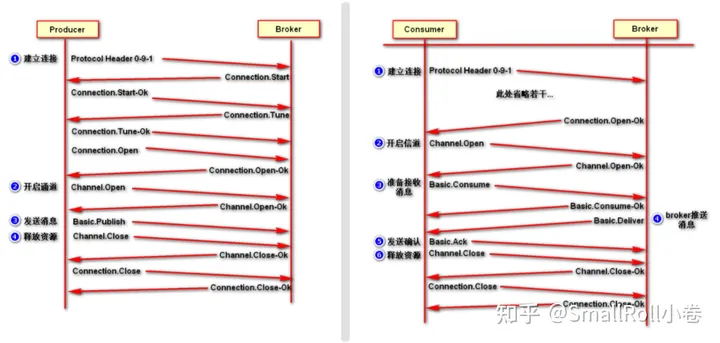 Producer
Broker
1 建立连接 Protocol Header 0-9-1
Connection.Start
Connection.Start-Ok
Connection.Tune
Connection.Tune-Ok
Connection.Open
Connection.Open-Ok
2 开启通道 Channel.Open
Channel.Open-Ok
3 发送消息 Basic.Publish
4 释放资源 Channel.Close
Channel.Close-Ok
Connection.Close
Connection.Close-Ok
Consumer
Broker
1 建立连接 Protocol Header 0-9-1
此处省略若干...
Connection.Open-Ok
2 开启信道 Channel.Open
Channel.Open-Ok
3 准备接收
消息
Basic.Consume
Basic.Consume-Ok
Basic.Deliver
4 broker推送
消息
5 发送确认 Basic.Ack
6 释放资源 Channel.Close
Channel.Close-Ok
Connection.Close
Connection.Close-Ok
知乎 @SmallRoll小卷